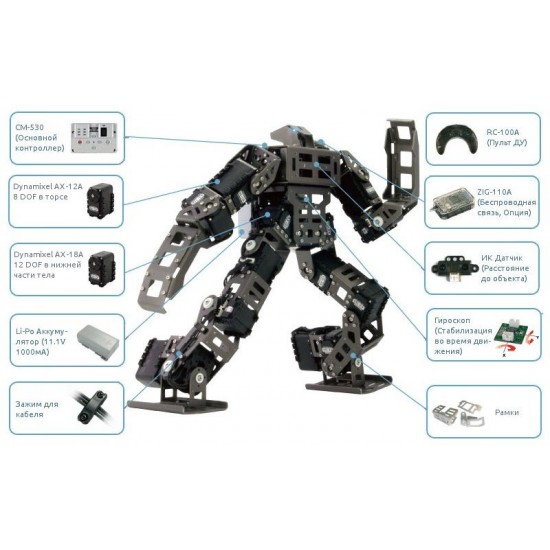 CM-530
(Основной
контроллер)
Dynamixel AX-12A
8 DOF в торсе
Dynamixel AX-18A
12 DOF в нижней
части тела
Li-Po Аккуму-
лятор (11.1V
1000мА)
Зажим для
кабеля
RC-100A
(Пульт ДУ)
ZIG-110A
(Беспроводная
связь, Опция)
ИК Датчик
(Расстояние
до объекта)
Гироскоп
(Стабилизация
во время дви-
жения)
Рамки